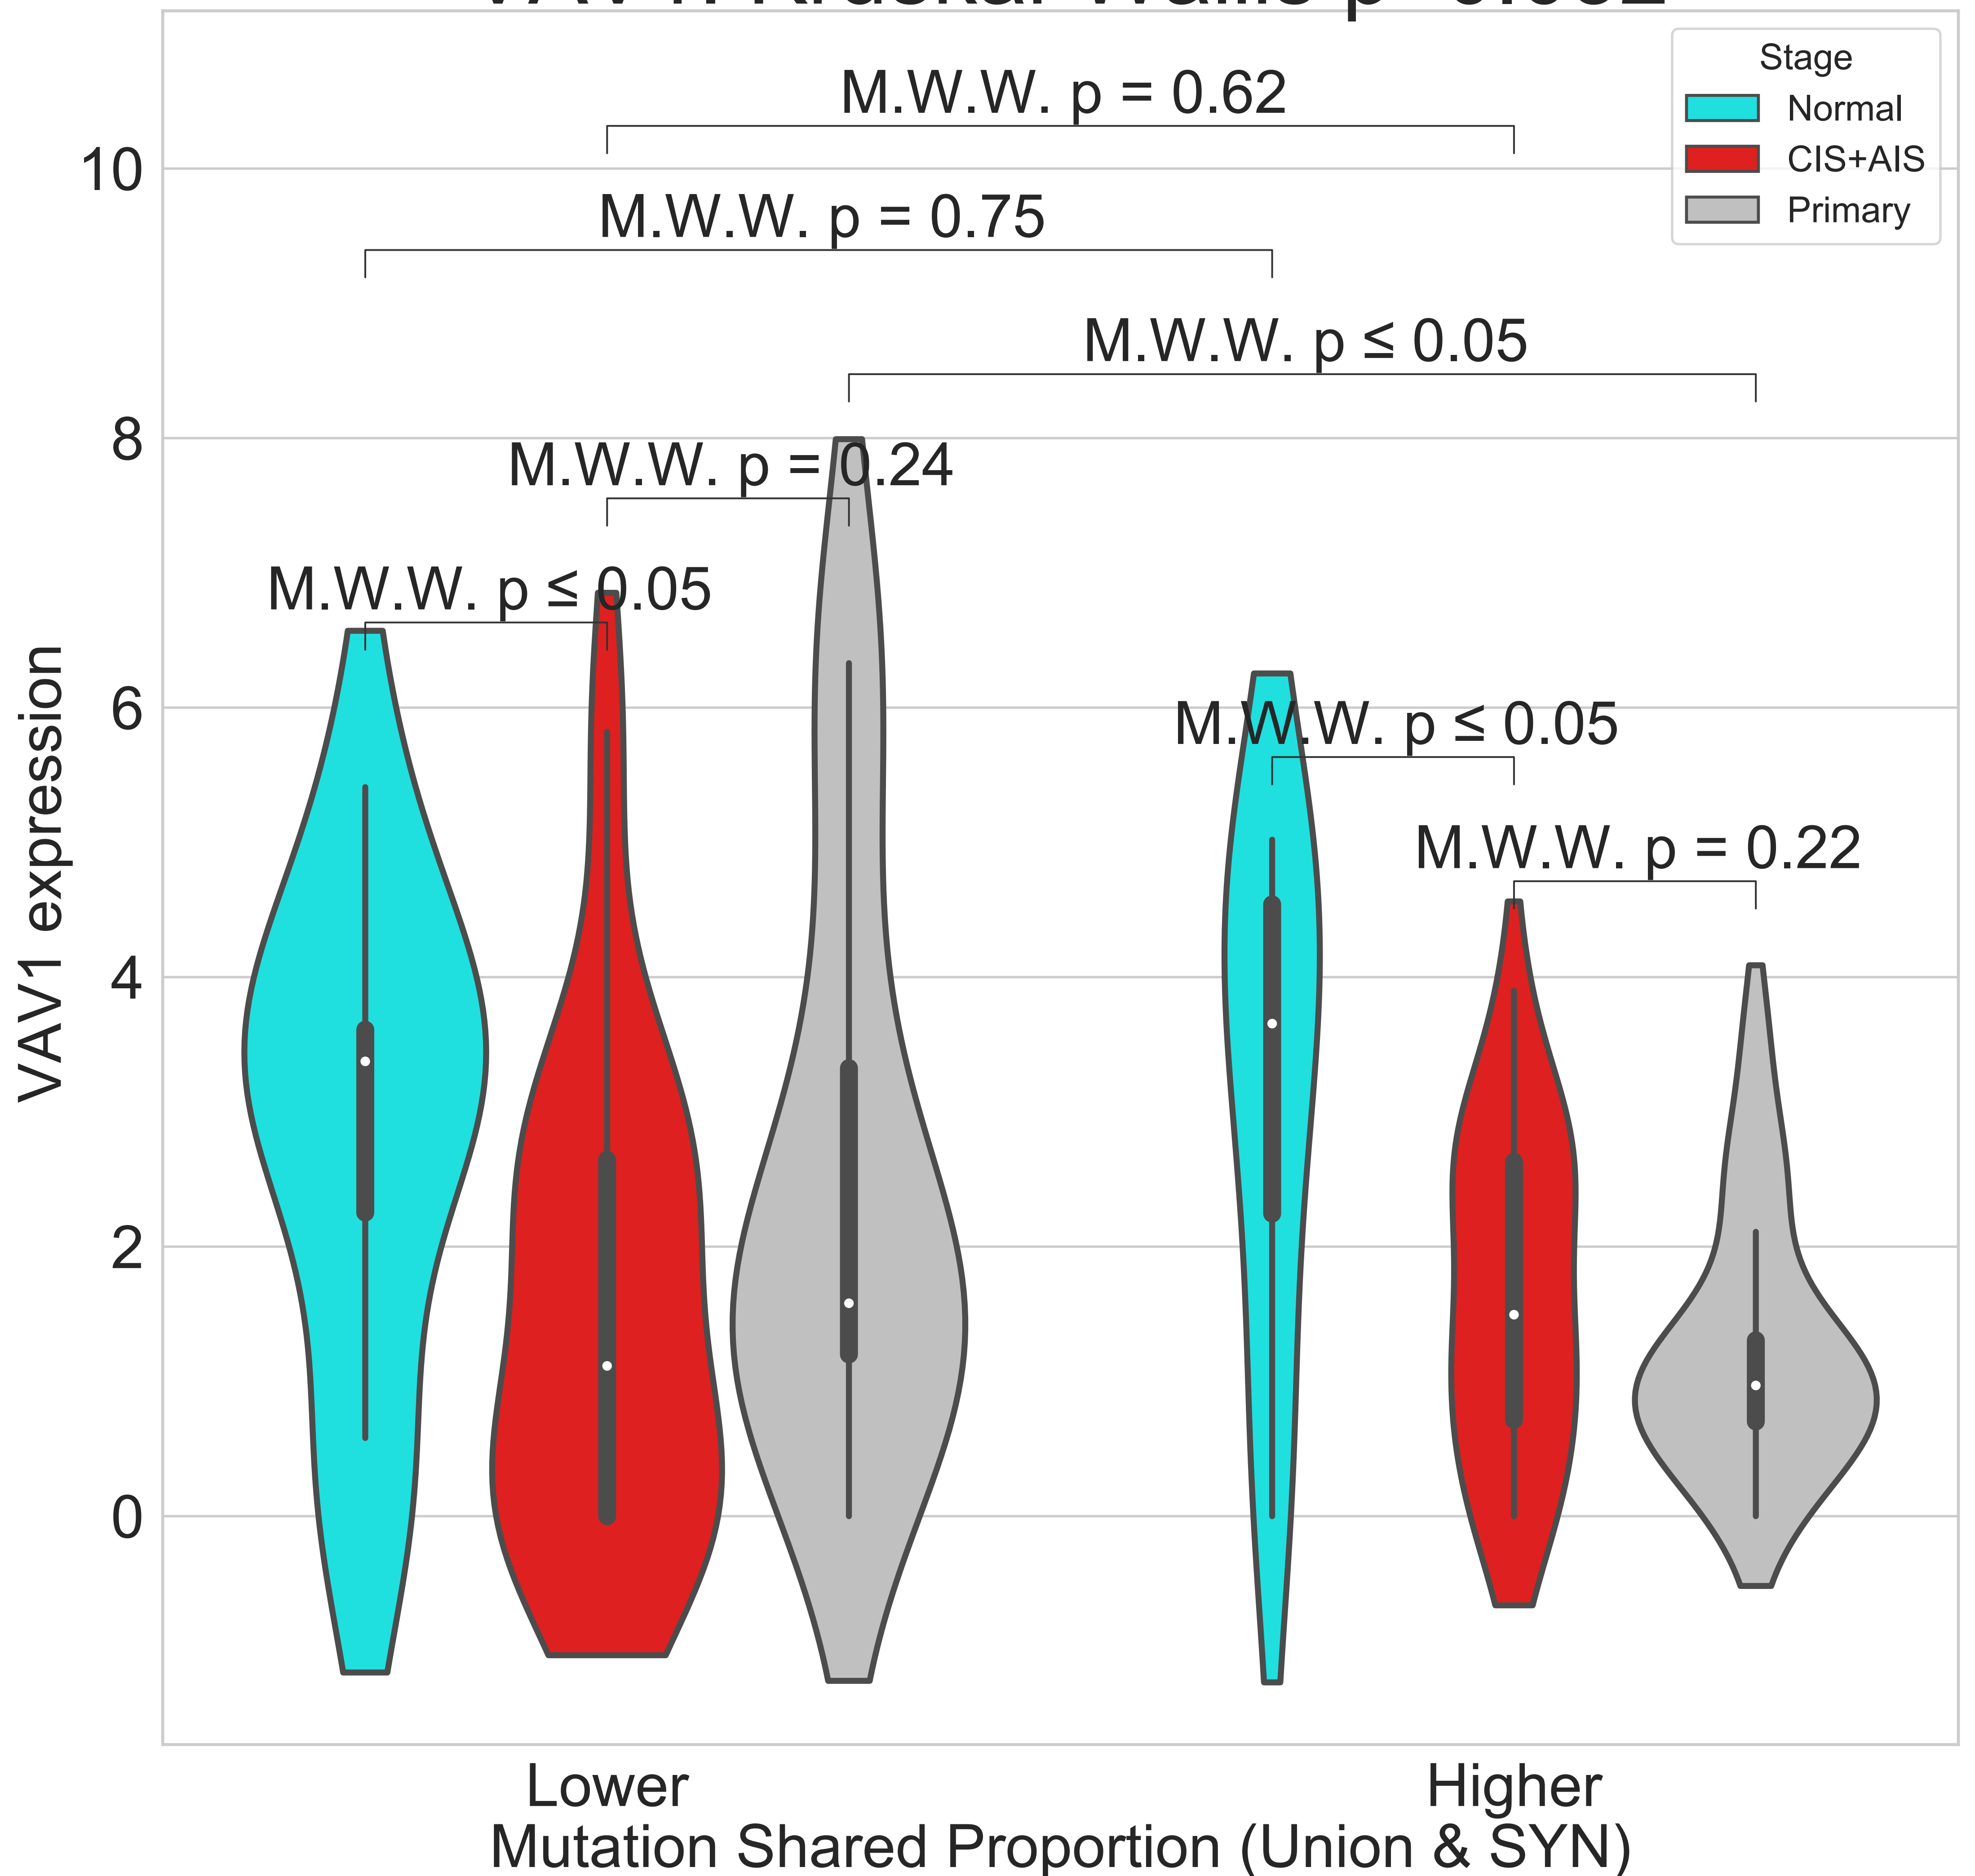 M.W.W. p = 0.62
M.W.W. p = 0.75
M.W.W. p ≤ 0.05
M.W.W. p = 0.24
M.W.W. p ≤ 0.05
M.W.W. p ≤ 0.05
M.W.W. p = 0.22
Stage
Normal
CIS+AIS
Primary
10
8
6
4
2
0
VAV1 expression
Lower
Higher
Mutation Shared Proportion (Union & SYN)